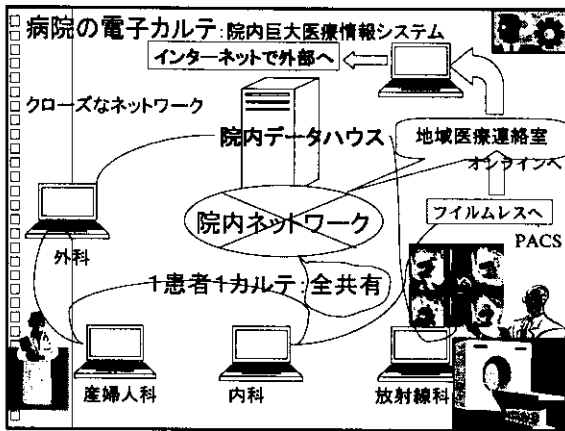 病院の電子カルテ:院内巨大医療情報システム
インターネットで外部へ
クローズなネットワーク
院内データハウス
地域医療連絡室
オンラインへ
院内ネットワーク
フイルムレスへ
外科
PACS
1患者1カルテ:全共有
産婦人科
内科
放射線科